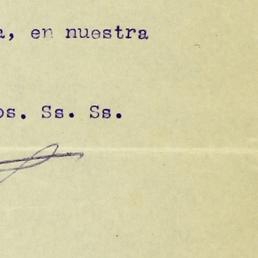 a, en nuestra
os. Ss. Ss.